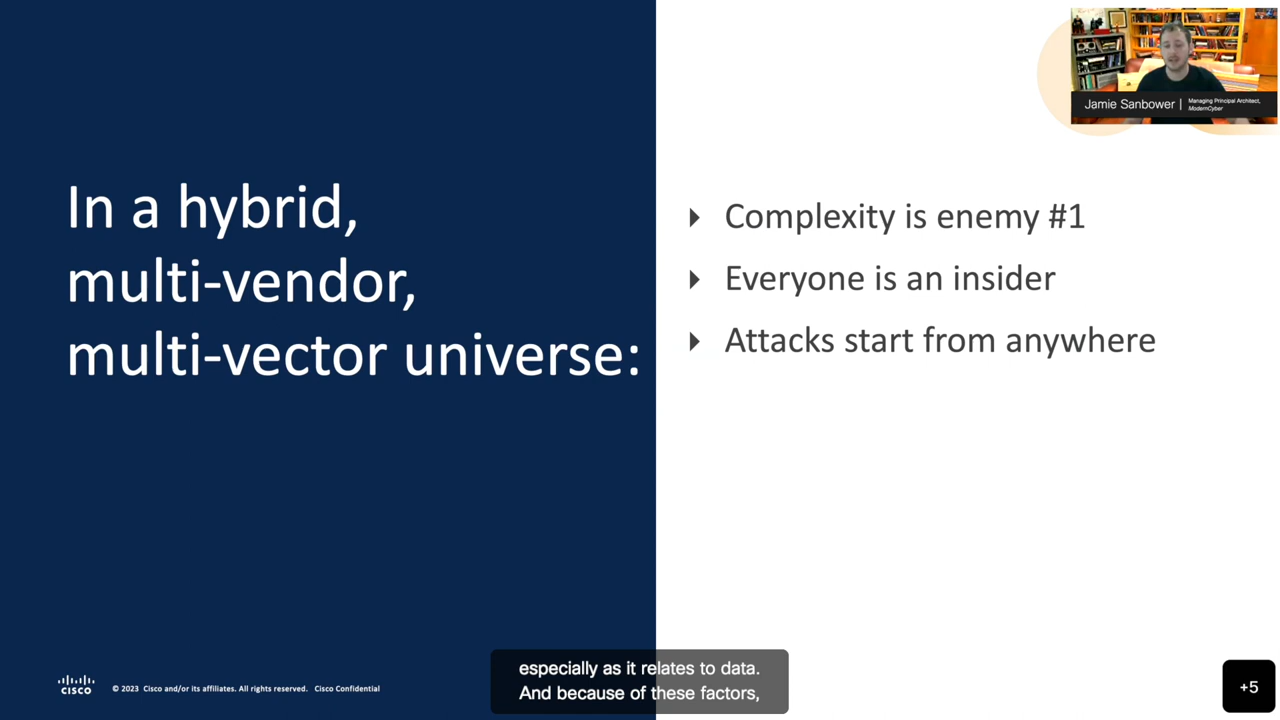 Jamie Sanbower
Managing Principal Architect,
ModernCyber
In a hybrid,
multi-vendor,
multi-vector universe:
Complexity is enemy #1
Everyone is an insider
Attacks start from anywhere
CISCO
© 2023 Cisco and/or its affiliates. All rights reserved. Cisco Confidential
especially as it relates to data.
And because of these factors,
+5